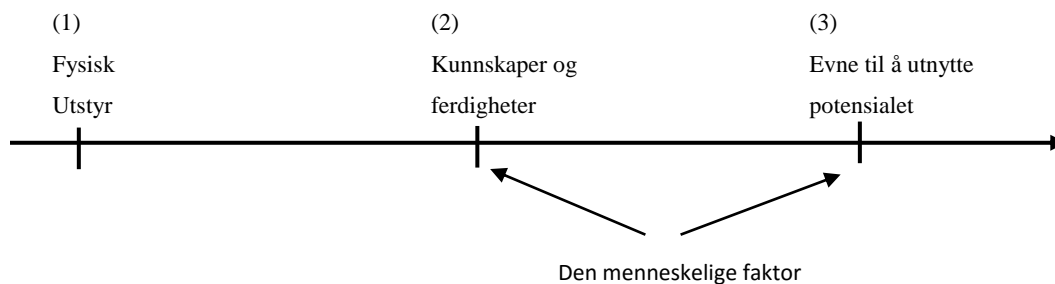 (1)
Fysisk
Utstyr
(2)
Kunnskaper og
ferdigheter
(3)
Evne til å utnytte
potensialet
Den menneskelige faktor